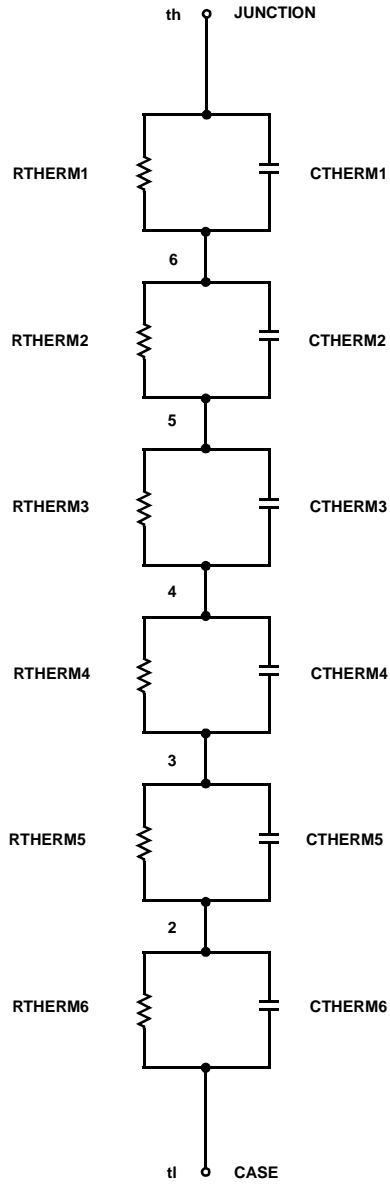 th JUNCTION
RTHERM1 CTHERM1
6
RTHERM2 CTHERM2
5
RTHERM3 CTHERM3
4
RTHERM4 CTHERM4
3
RTHERM5 CTHERM5
2
RTHERM6 CTHERM6
tl CASE